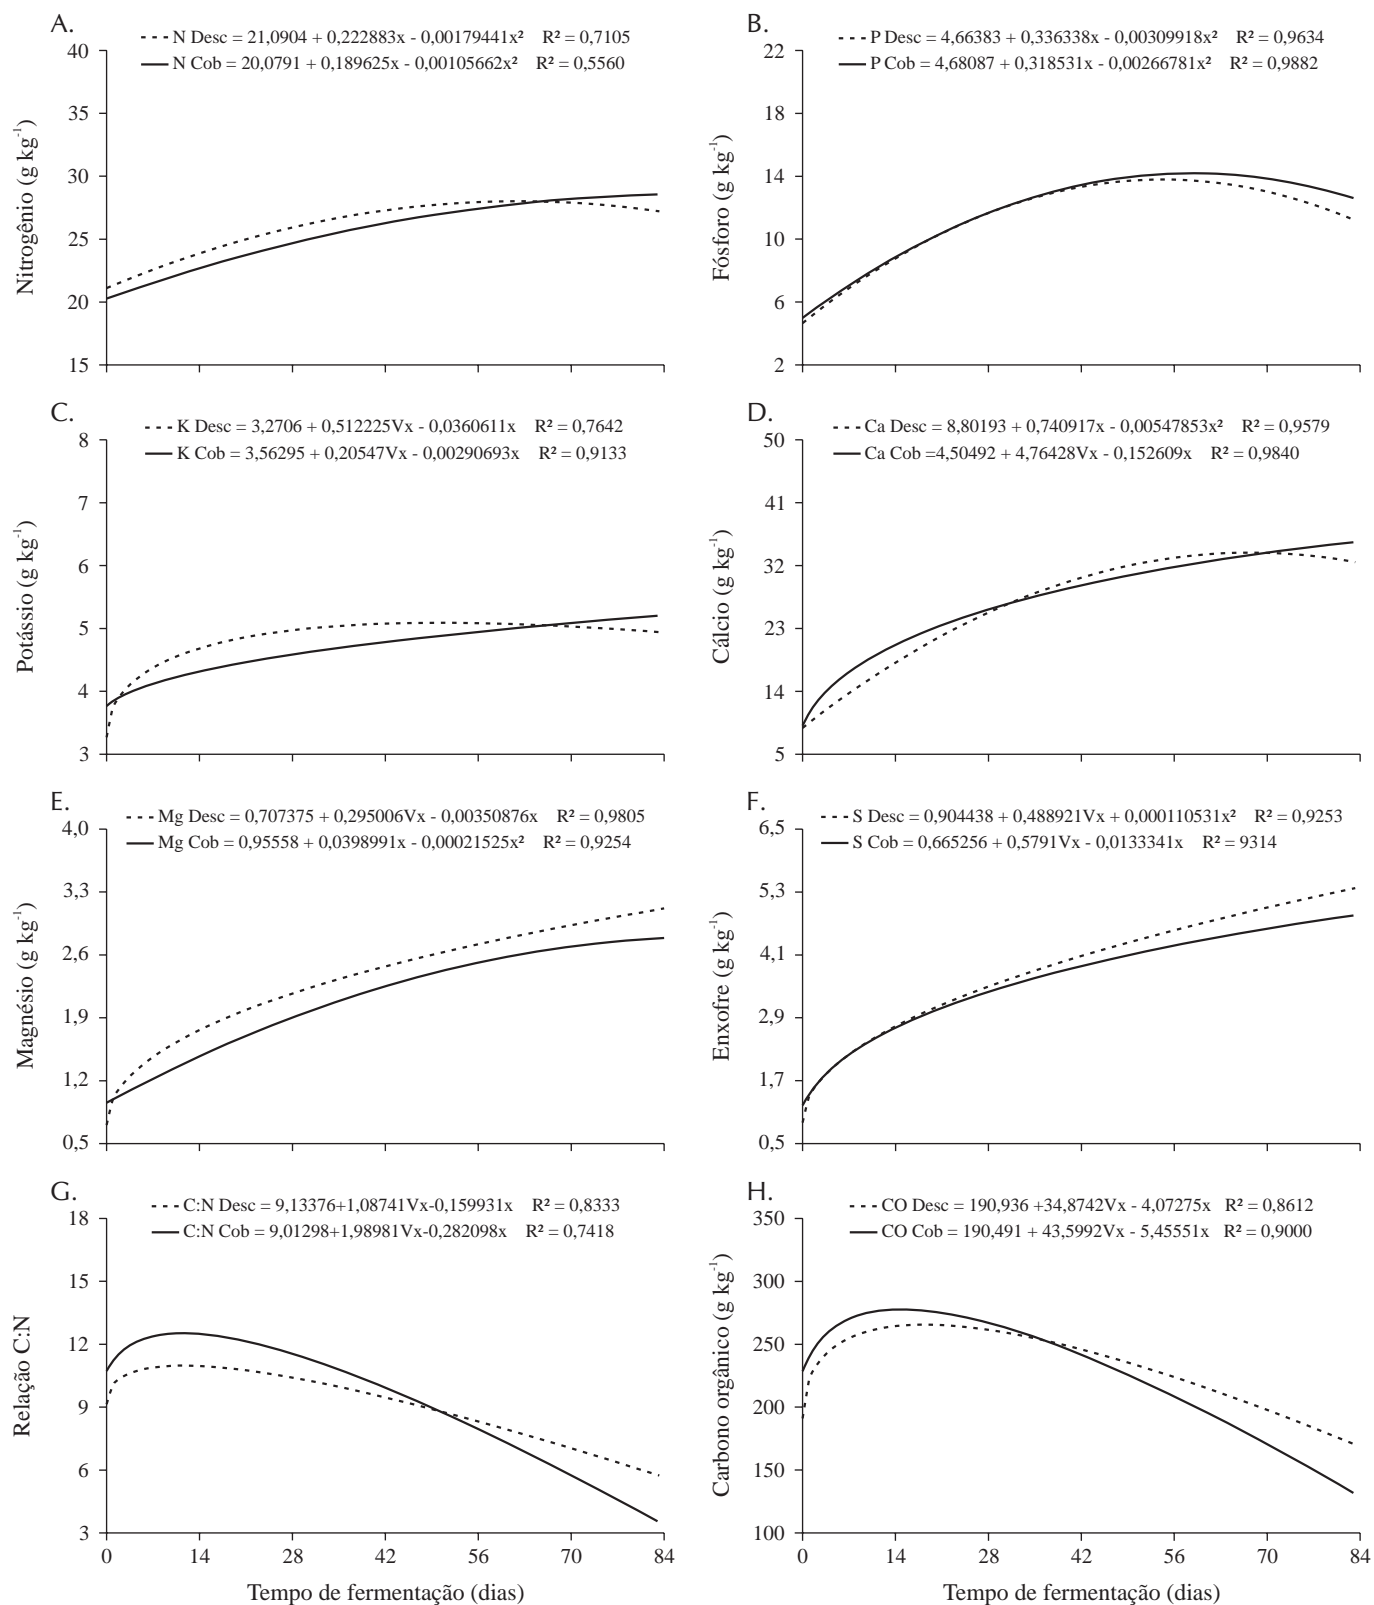 A.
N Desc = 21,0904 + 0,222883x - 0,00179441x² R² = 0,7105
N Cob = 20,0791 + 0,189625x - 0,00105662x² R² = 0,5560
Nitrogênio (g kg⁻¹)
40
35
30
25
20
15
B.
P Desc = 4,66383 + 0,336338x - 0,00309918x² R² = 0,9634
P Cob = 4,68087 + 0,318531x - 0,00266781x² R² = 0,9882
Fósforo (g kg⁻¹)
22
18
14
10
6
2
C.
K Desc = 3,2706 + 0,512225Vx - 0,0360611x R² = 0,7642
K Cob = 3,56295 + 0,20547Vx - 0,00290693x R² = 0,9133
Potássio (g kg⁻¹)
8
7
6
5
4
3
D.
Ca Desc = 8,80193 + 0,740917x - 0,00547853x² R² = 0,9579
Ca Cob =4,50492 + 4,76428Vx - 0,152609x R² = 0,9840
Cálcio (g kg⁻¹)
50
41
32
23
14
5
E.
Mg Desc = 0,707375 + 0,295006Vx - 0,00350876x R² = 0,9805
Mg Cob = 0,95558 + 0,0398991x - 0,00021525x² R² = 0,9254
Magnésio (g kg⁻¹)
4,0
3,3
2,6
1,9
1,2
0,5
F.
S Desc = 0,904438 + 0,488921Vx + 0,000110531x² R² = 0,9253
S Cob = 0,665256 + 0,5791Vx - 0,0133341x R² = 9314
Enxofre (g kg⁻¹)
6,5
5,3
4,1
2,9
1,7
0,5
G.
C:N Desc = 9,13376+1,08741Vx-0,159931x R² = 0,8333
C:N Cob = 9,01298+1,98981Vx-0,282098x R² = 0,7418
Relação C:N
18
15
12
9
6
3
0 14 28 42 56 70 84
Tempo de fermentação (dias)
H.
CO Desc = 190,936 +34,8742Vx - 4,07275x R² = 0,8612
CO Cob = 190,491 + 43,5992Vx - 5,45551x R² = 0,9000
Carbono orgânico (g kg⁻¹)
350
300
250
200
150
100
0 14 28 42 56 70 84
Tempo de fermentação (dias)